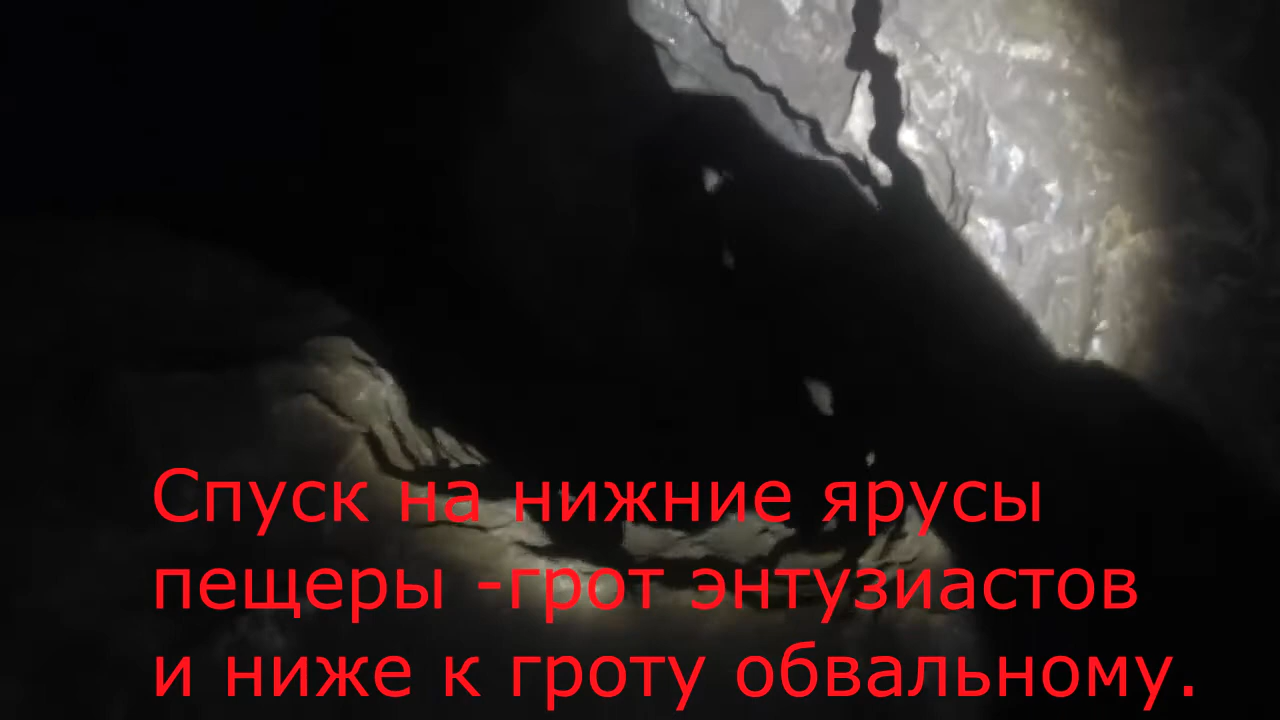 Спуск на нижние ярусы
пещеры -грот энтузиастов
и ниже к гроту обвальному.